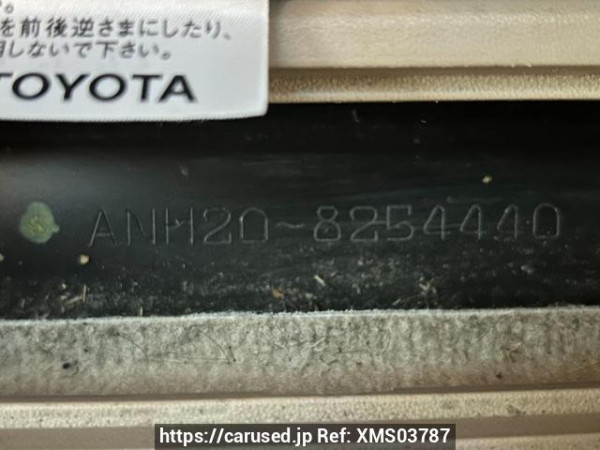 。
を前後逆さまにしたり、
用しないで下さい。
TOYOTA
ANH20-8254440
https://carused.jp Ref: XMS03787